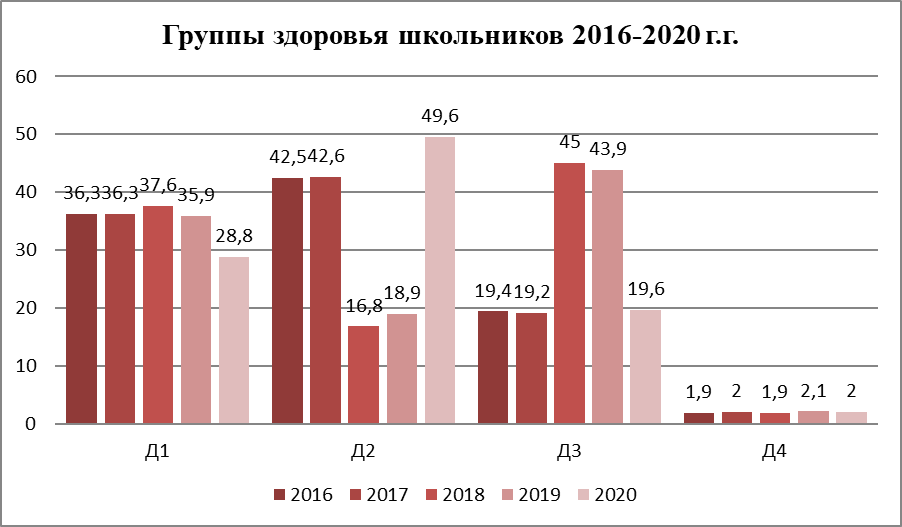 Группы здоровья школьников 2016-2020 г.г.
60
50
40
30
20
10
0
36,3 36,3 37,6 35,9 28,8
42,5 42,6 16,8 18,9 49,6
19,4 19,2 45 43,9 19,6
1,9 2 1,9 2,1 2
Д1 Д2 Д3 Д4
2016 2017 2018 2019 2020